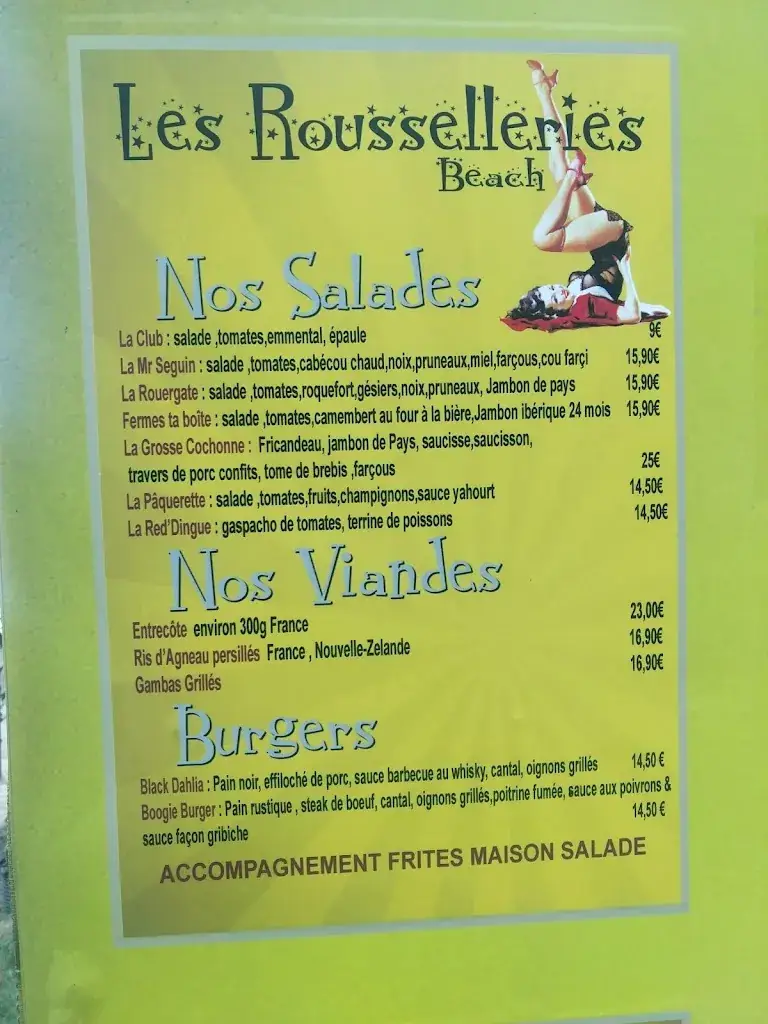 Les Rousselleries
Beach
Nos Salades
La Club : salade ,tomates,emmental, épaule 9€
La Mr Seguin : salade ,tomates,cabécou chaud,noix,pruneaux,miel,farçous,cou farçi 15,90€
La Rouergate : salade ,tomates,roquefort,gésiers,noix,pruneaux, Jambon de pays 15,90€
Fermes ta boîte : salade ,tomates,camembert au four à la bière,Jambon ibérique 24 mois 15,90€
La Grosse Cochonne : Fricandeau, jambon de Pays, saucisse,saucisson,
travers de porc confits, tome de brebis ,farçous 25€
La Pâquerette : salade ,tomates,fruits,champignons,sauce yahourt 14,50€
La Red'Dingue : gaspacho de tomates, terrine de poissons 14,50€
Nos Viandes
Entrecôte environ 300g France 23,00€
Ris d'Agneau persillés France , Nouvelle-Zelande 16,90€
Gambas Grillés 16,90€
Burgers
Black Dahlia : Pain noir, effiloché de porc, sauce barbecue au whisky, cantal, oignons grillés 14,50 €
Boogie Burger : Pain rustique , steak de boeuf, cantal, oignons grillés,poitrine fumée, sauce aux poivrons &
sauce façon gribiche 14,50 €
ACCOMPAGNEMENT FRITES MAISON SALADE